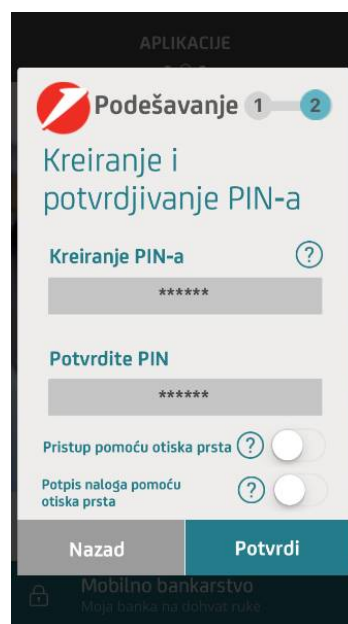 APLIKACIJE
Podešavanje 1 2
Kreiranje i
potvrdjivanje PIN-a
Kreiranje PIN-a ?
******
Potvrdite PIN
******
Pristup pomoću otiska prsta ?
Potpis naloga pomoću
otiska prsta ?
Nazad Potvrdi
Mobilno bankarstvo
Moja banka na dohvat ruke